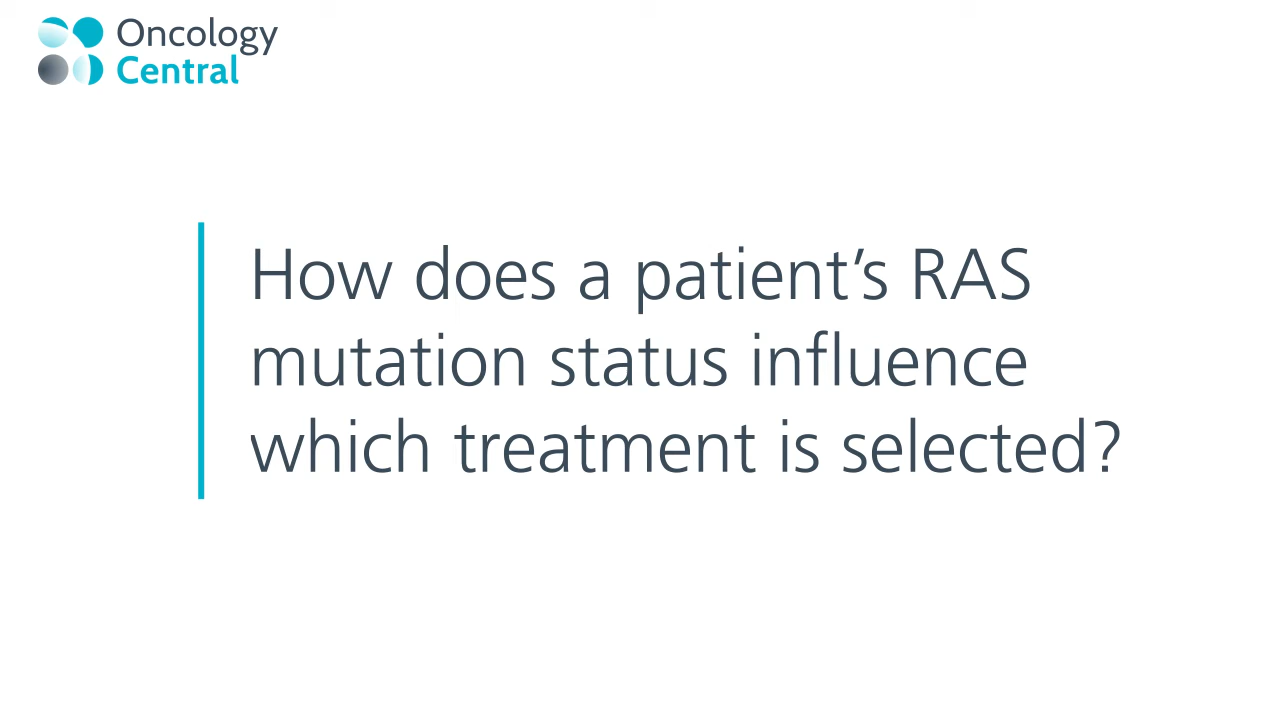 Oncology
Central
How does a patient’s RAS
mutation status influence
which treatment is selected?